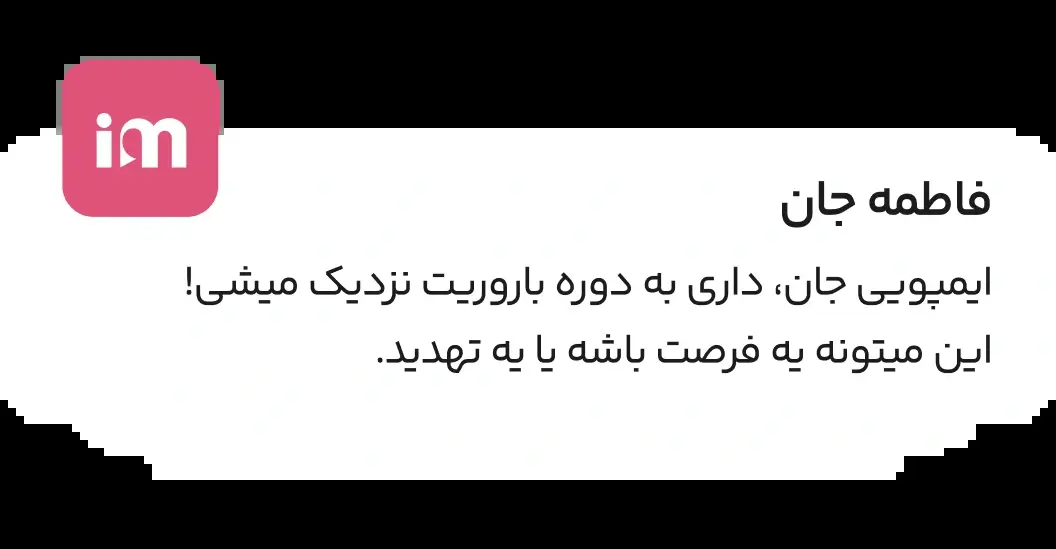 im
فاطمه جان
ایمپویی جان، داری به دوره باروریت نزدیک میشی!
این میتونه یه فرصت باشه یا یه تهدید.